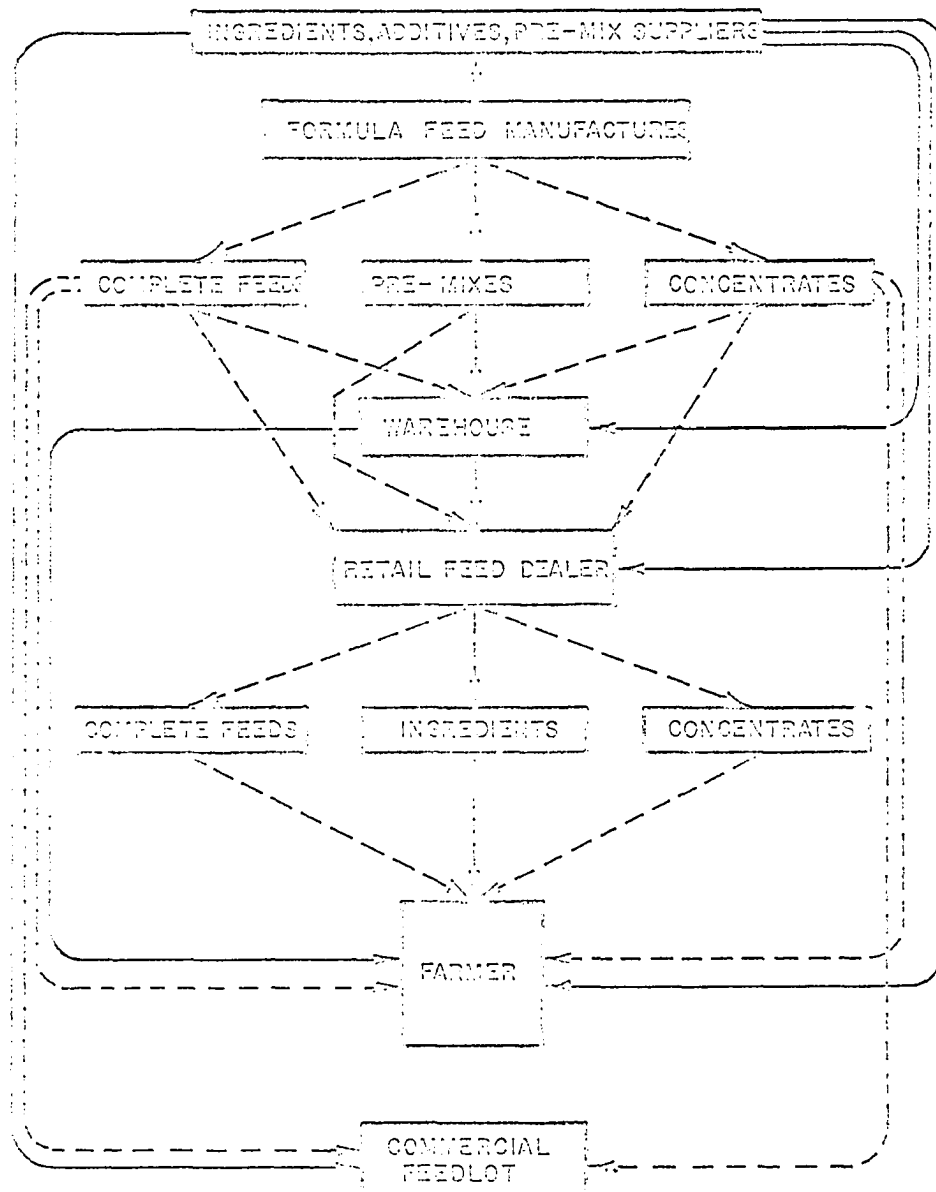 INGREDIENTS, ADDITIVES, PRE-MIX SUPPLIERS
FORMULA FEED MANUFACTURES
COMPLETE FEEDS
PRE-MIXES
CONCENTRATES
WAREHOUSE
RETAIL FEED DEALER
COMPLETE FEEDS
INGREDIENTS
CONCENTRATES
FARMER
COMMERCIAL
FEEDLOT